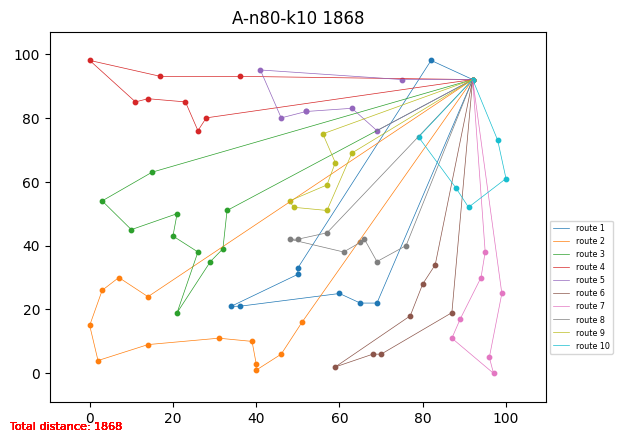 A-n80-k10 1868
100
80
60
40
20
0
0
20
40
60
80
100
route 1
route 2
route 3
route 4
route 5
route 6
route 7
route 8
route 9
route 10
Total distance: 1868